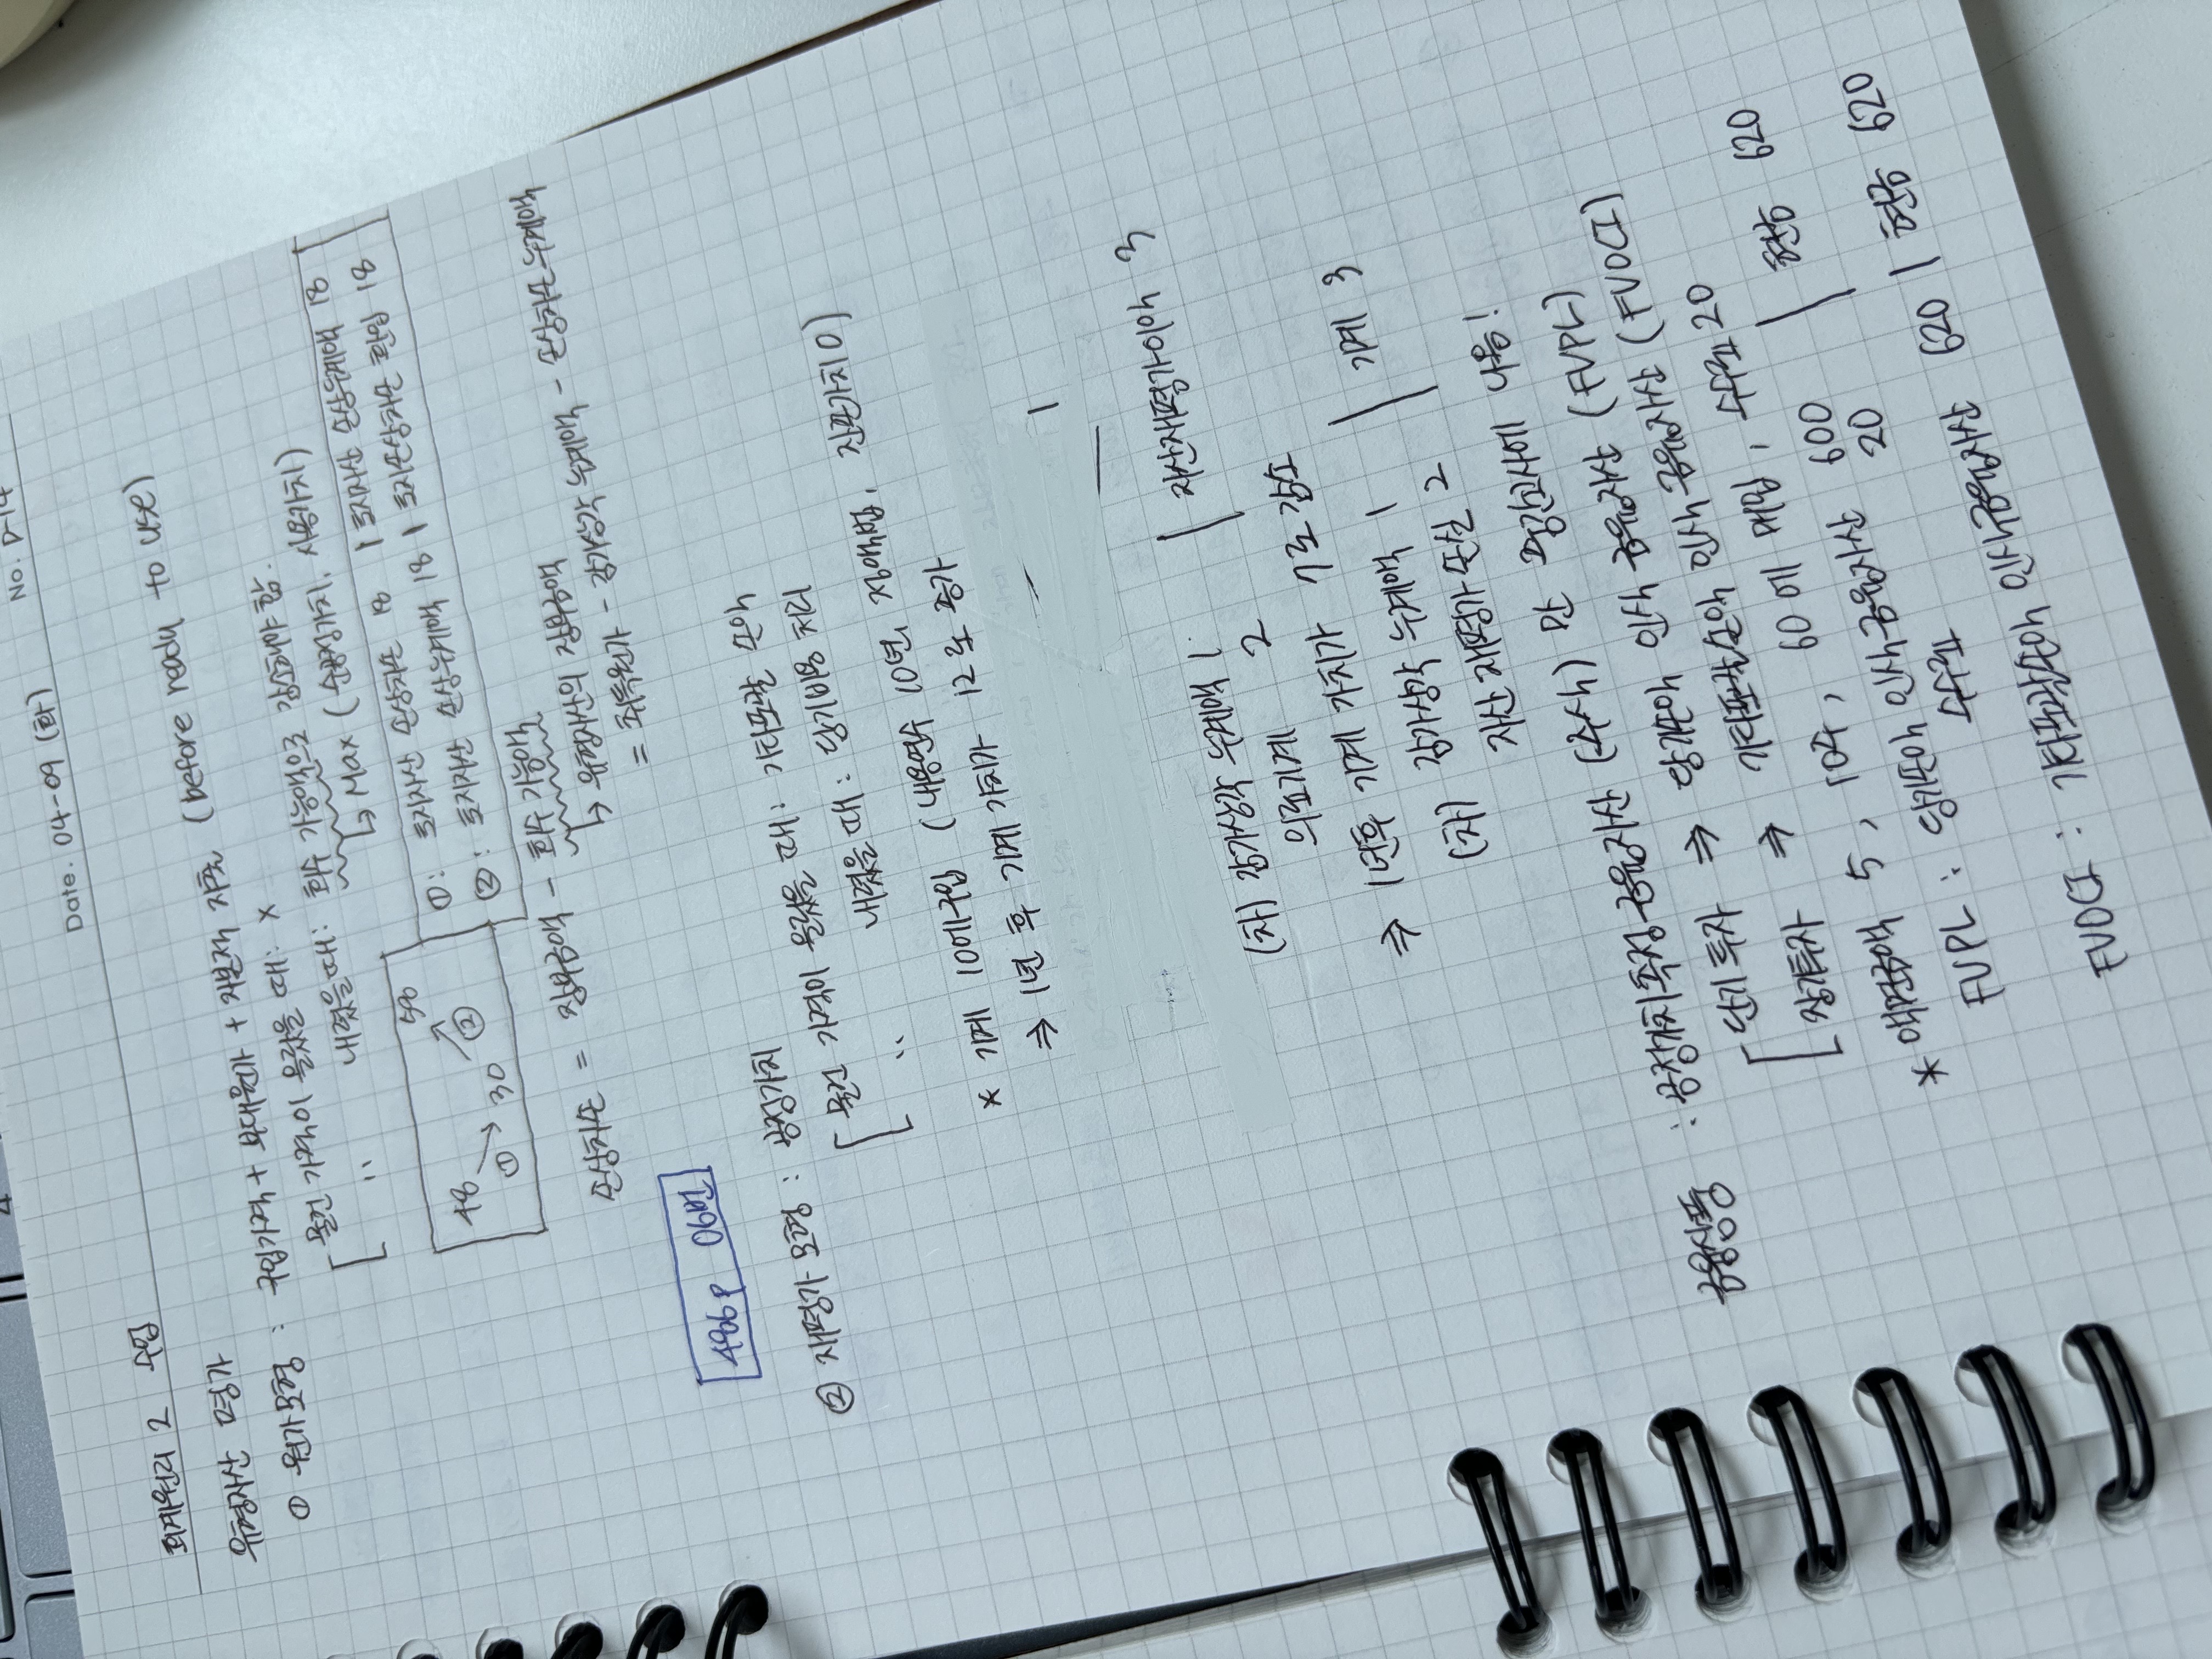 Date. 04-09 (화)
No. D-14
회계원리 2 수업
유형자산 평가
① 원가모형 : 구입가격 + 부대원가 + 자본적 지출 (before ready to use)
물건 가격이 올랐을 때: X
〃 내렸을때: 회수 가능액으로 감소해야 함.
↳ Max (순공정가치, 사용가치)
48 ① 30 ② 58
①: 토지자산 손상차손 18 | 토지자산 손상누계액 18
②: 토지자산 손상누계액 18 | 토지손상차손 환입 18
손상차손 = 장부금액 - 회수 가능액
↳ 유형자산의 장부금액
= 취득원가 - 감가상각 누계액 - 손상차손 누계액
486p 06번
② 재평가 모형 : 공정가치
물건 가격이 올랐을 때: 기타포괄 손익
〃 내렸을 때: 당기비용 처리
* 기계 10에구입 (내용연수 10년, 정액법, 잔존가치 0)
⇒ 1년 후 기계 가치가 12로 증가
(차) 감가상각 누계액 1 | 자산재평가이익 3
의료기계 2
⇒ 1년후 기계 가치가 7로 감소
(차) 감가상각 누계액 1 | 기계 3
자산 재평가 손실 2
금융상품 : 공정가치측정금융자산 (주식) 만 중간고사에 나옴!
단기 투자 ⇒ 당기손익 인식 금융자산 (FVPL)
장기투자 ⇒ 기타포괄손익 인식 금융자산 (FVOCI)
* 액면금액 5, 10주, 60에 매입, 수수료 20
FVPL : 당기손익 인식금융자산 600 | 현금 620
수수료 20
FVOCI : 기타포괄손익 인식금융자산 620 | 현금 620